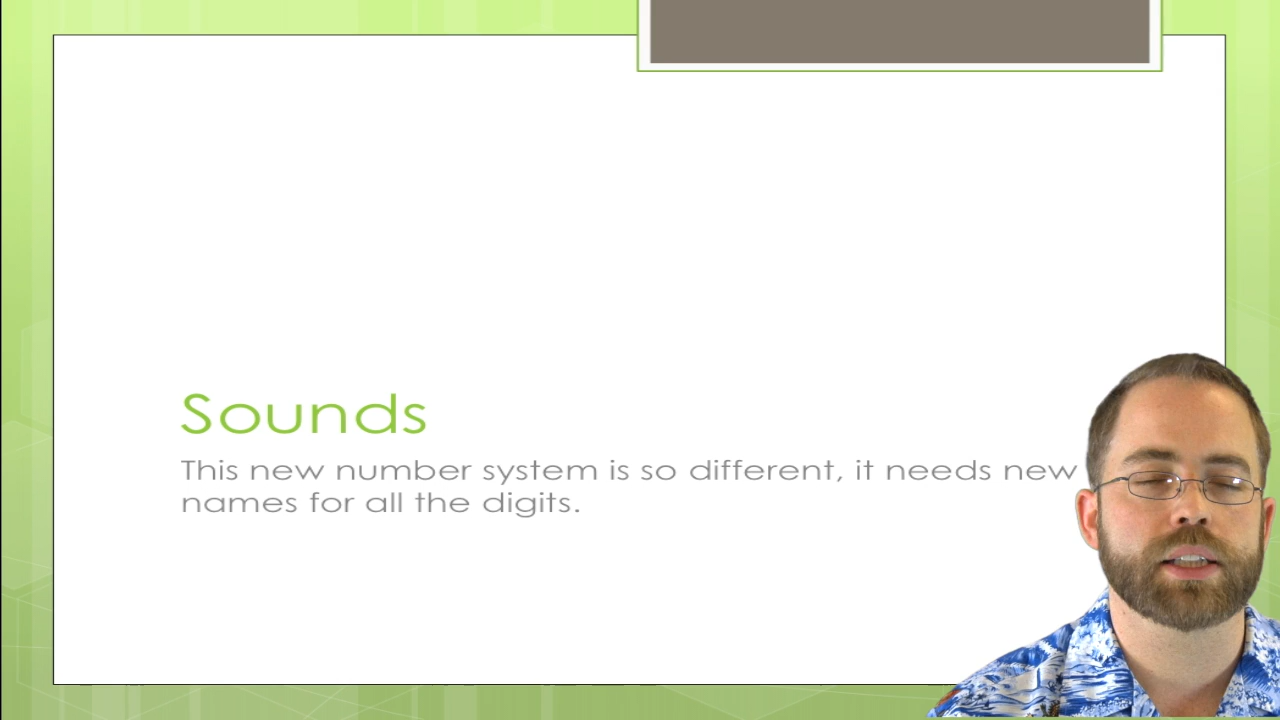 Sounds
This new number system is so different, it needs new
names for all the digits.